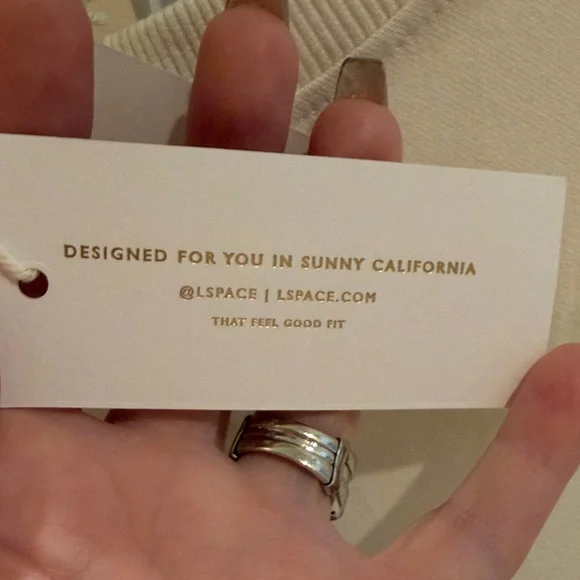 DESIGNED FOR YOU IN SUNNY CALIFORNIA
@LSPACE | LSPACE.COM
THAT FEEL GOOD FIT